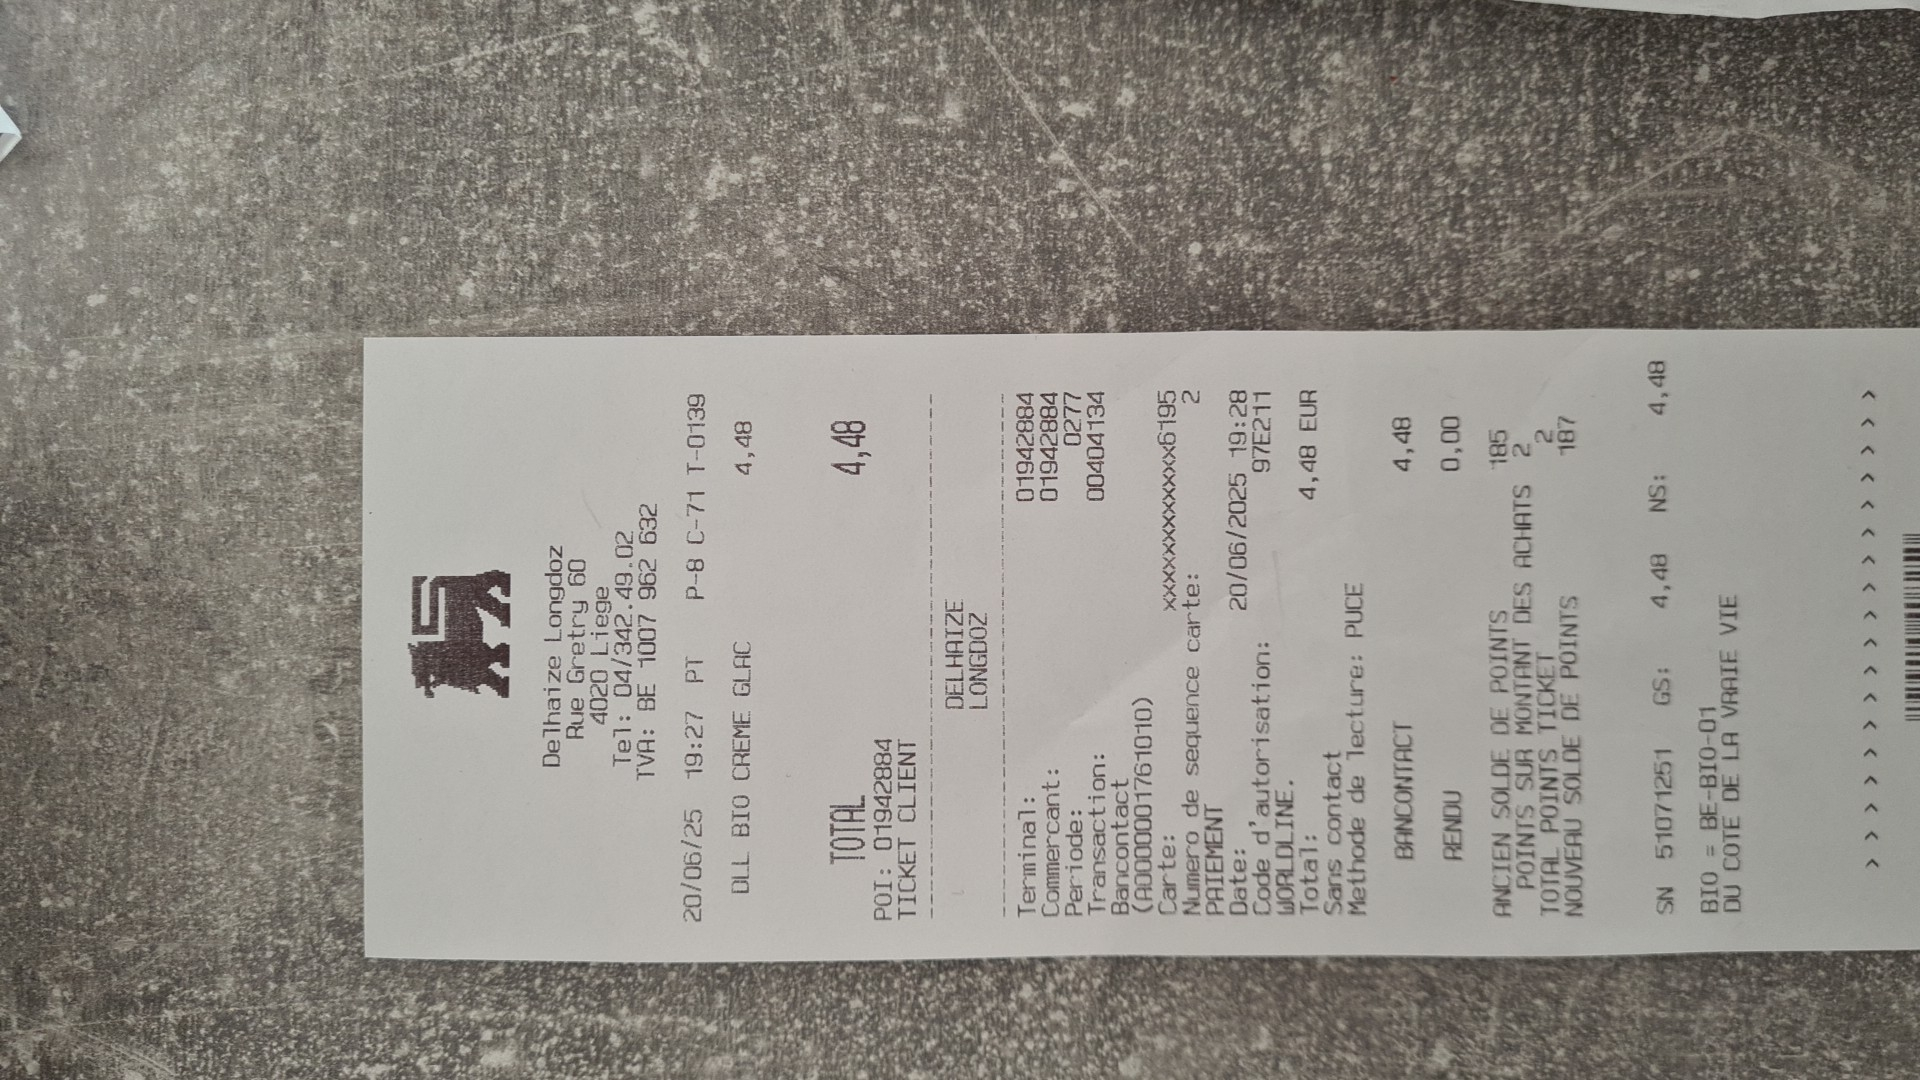 Delhaize Longdoz
Rue Gretry 60
4020 Liege
Tel: 04/342.49.02
TVA: BE 1007 962 632
20/06/25 19:27 PT P-8 C-71 T-0139
DLL BIO CREME GLAC 4,48
TOTAL 4,48
POI: 01942884
TICKET CLIENT
DELHAIZE
LONGDOZ
Terminal: 01942884
Commercant: 01942884
Periode: 0277
Transaction: 00404134
Bancontact
(A0000001761010)
Carte: xxxxxxxxxxxxx6195
Numero de sequence carte: 2
PAIEMENT
Date: 20/06/2025 19:28
Code d'autorisation: 97E211
WORLDLINE.
Total: 4,48 EUR
Sans contact
Methode de lecture: PUCE
BANCONTACT 4,48
RENDU 0,00
ANCIEN SOLDE DE POINTS 185
POINTS SUR MONTANT DES ACHATS 2
TOTAL POINTS TICKET 2
NOUVEAU SOLDE DE POINTS 187
SN 51071251 GS: 4,48 NS: 4,48
BIO = BE-BIO-01
DU COTE DE LA VRAIE VIE
> > > > > > > > > > > > > > > > > >